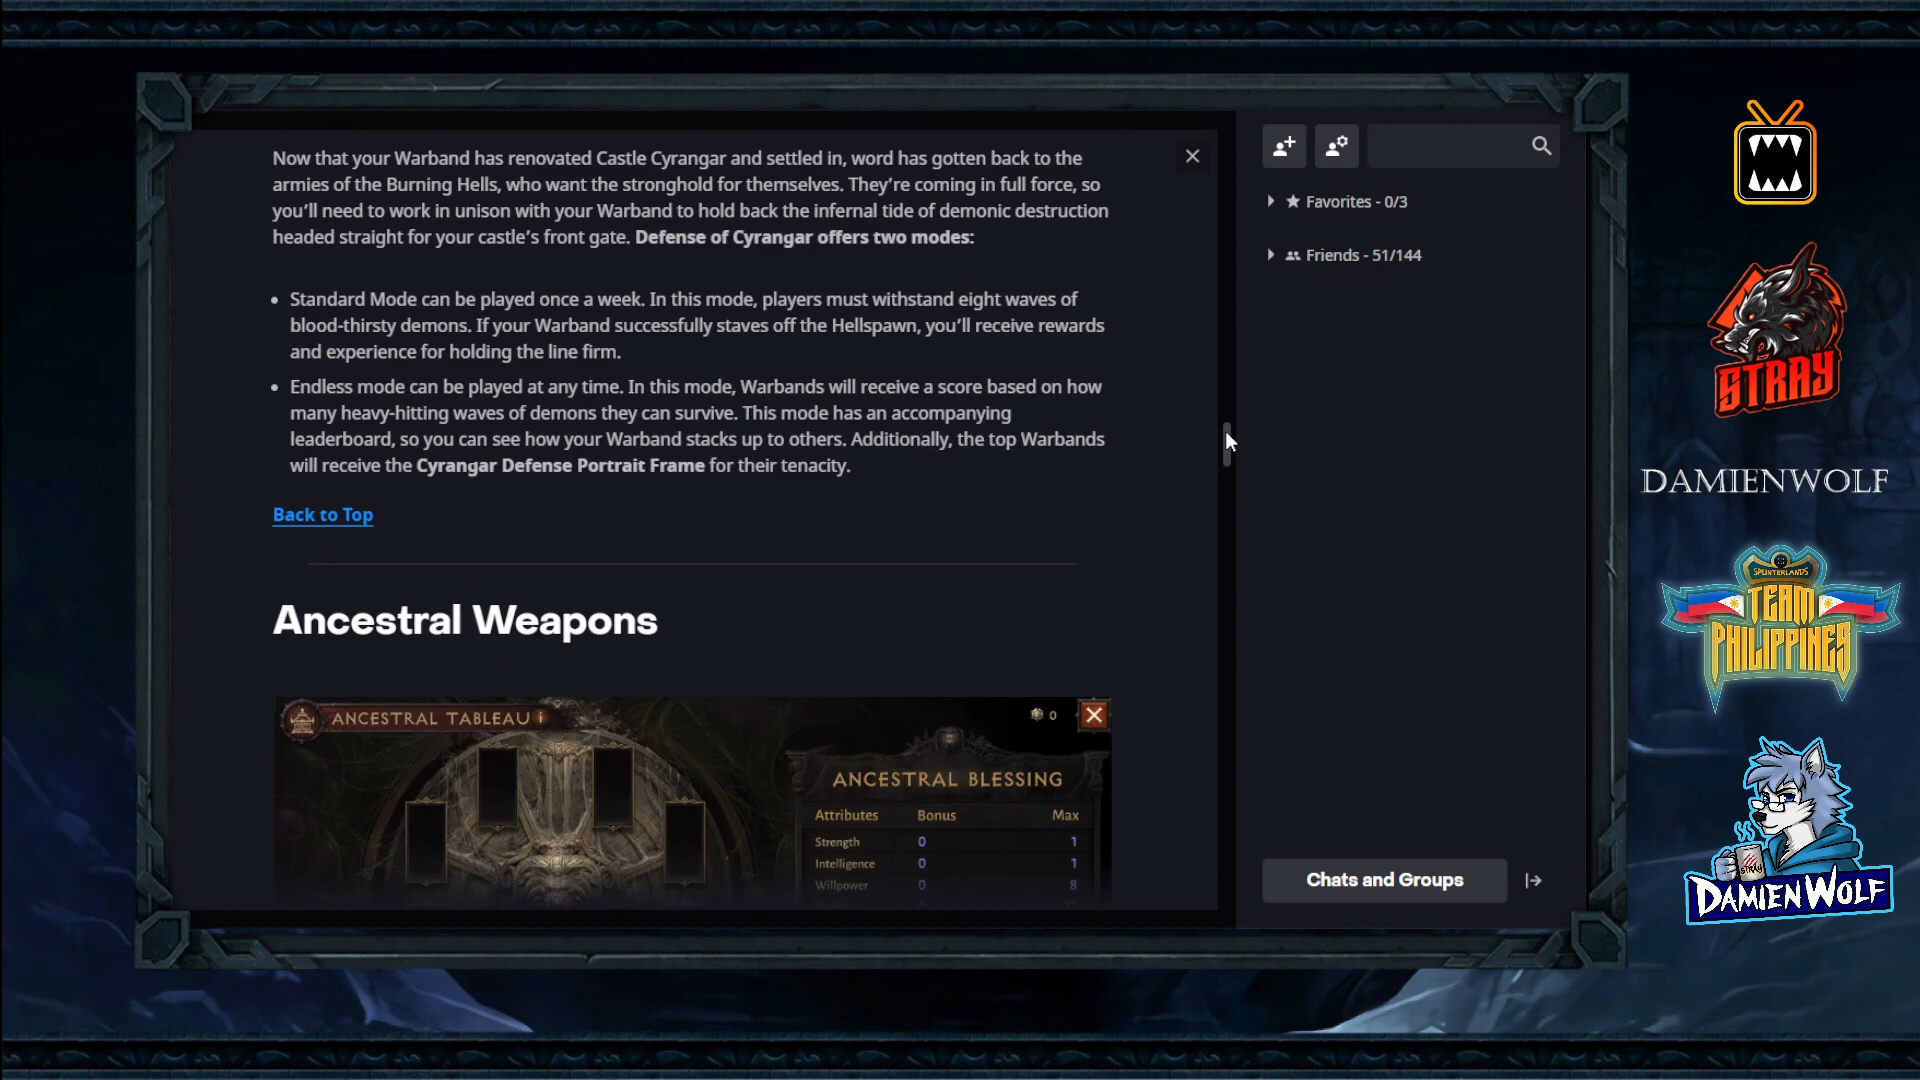 Now that your Warband has renovated Castle Cyrangar and settled in, word has gotten back to the
armies of the Burning Hells, who want the stronghold for themselves. They're coming in full force, so
you'll need to work in unison with your Warband to hold back the infernal tide of demonic destruction
headed straight for your castle's front gate. Defense of Cyrangar offers two modes:
• Standard Mode can be played once a week. In this mode, players must withstand eight waves of
blood-thirsty demons. If your Warband successfully staves off the Hellspawn, you'll receive rewards
and experience for holding the line firm.
• Endless mode can be played at any time. In this mode, Warbands will receive a score based on how
many heavy-hitting waves of demons they can survive. This mode has an accompanying
leaderboard, so you can see how your Warband stacks up to others. Additionally, the top Warbands
will receive the Cyrangar Defense Portrait Frame for their tenacity.
Back to Top
Ancestral Weapons
ANCESTRAL TABLEAU
0
ANCESTRAL BLESSING
Attributes Bonus Max
Strength 0 1
Intelligence 0 1
Willpower 0 8
Favorites - 0/3
Friends - 51/144
Chats and Groups
STRAY
DAMIENWOLF
SPLINTERLANDS
TEAM
PHILIPPINES
STRAY
DAMIENWOLF